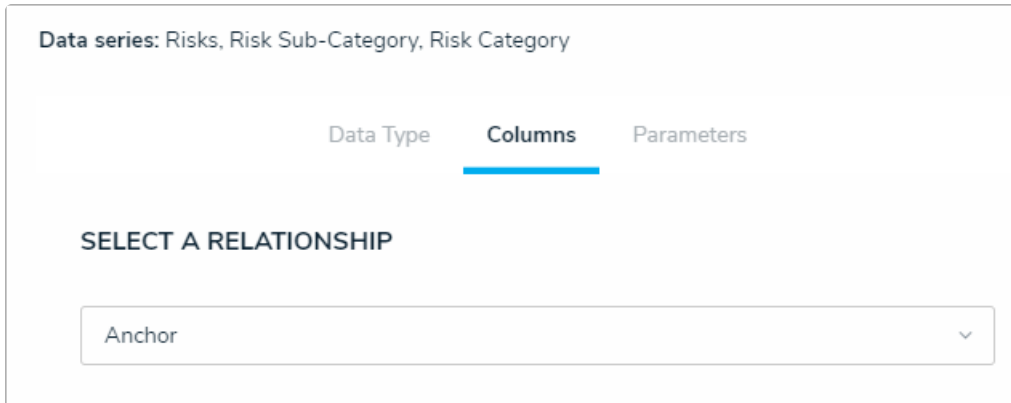 Data series: Risks, Risk Sub-Category, Risk Category
Data Type Columns Parameters
SELECT A RELATIONSHIP
Anchor